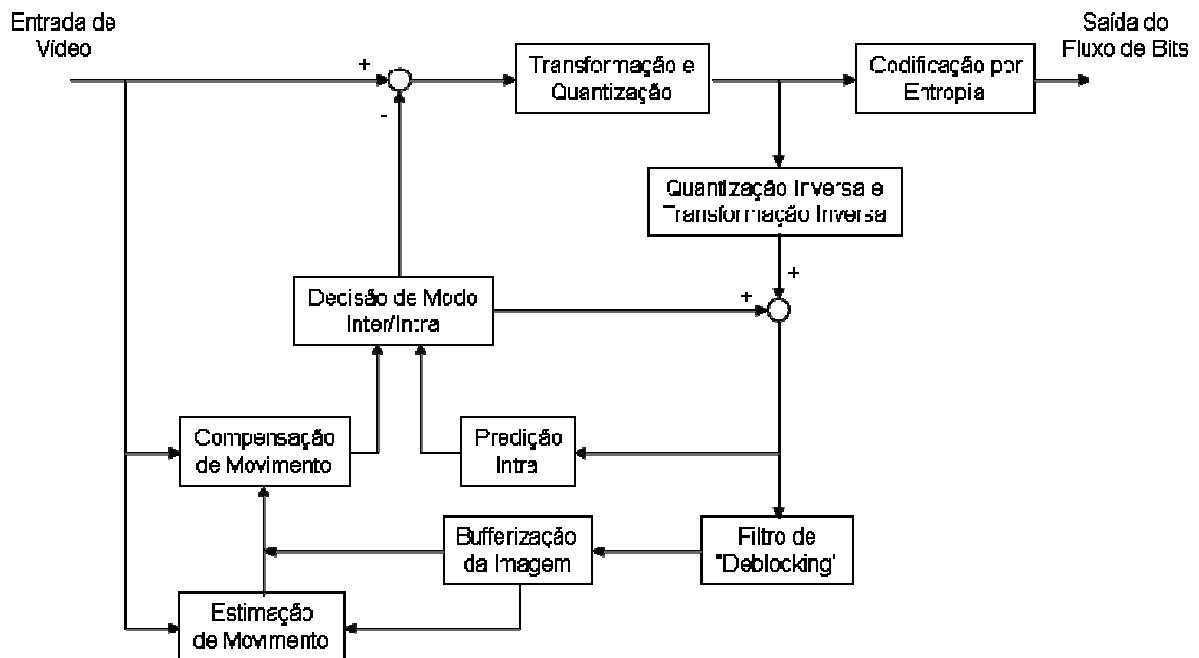 Entrada de
Vídeo
Saída do
Fluxo de Bits
+
-
Transformação e
Quantização
Codificação por
Entropia
Quantização Inversa e
Transformação Inversa
+
+
Decisão de Modo
Inter/Intra
Compensação
de Movimento
Predição
Intra
Bufferização
da Imagem
Filtro de
"Deblocking"
Estimação
de Movimento